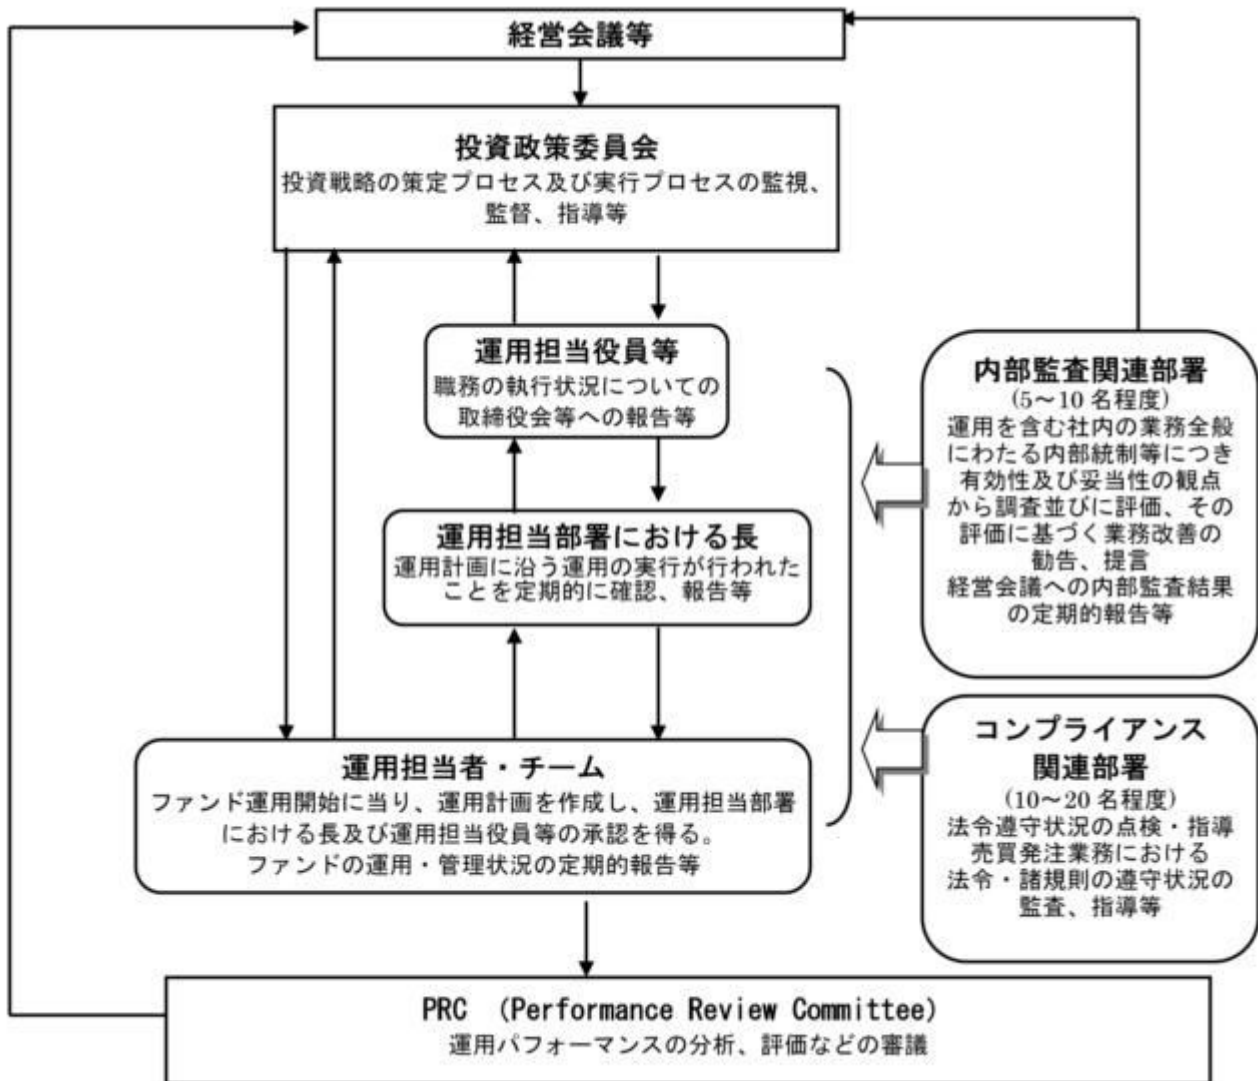 経営会議等
投資政策委員会
投資戦略の策定プロセス及び実行プロセスの監視、
監督、指導等
運用担当役員等
職務の執行状況についての
取締役会等への報告等
運用担当部署における長
運用計画に沿う運用の実行が行われた
ことを定期的に確認、報告等
運用担当者・チーム
ファンド運用開始に当り、運用計画を作成し、運用担当部署
における長及び運用担当役員等の承認を得る。
ファンドの運用・管理状況の定期的報告等
内部監査関連部署
(5～10 名程度)
運用を含む社内の業務全般
にわたる内部統制等につき
有効性及び妥当性の観点
から調査並びに評価、その
評価に基づく業務改善の
勧告、提言
経営会議への内部監査結果
の定期的報告等
コンプライアンス
関連部署
(10～20 名程度)
法令遵守状況の点検・指導
売買発注業務における
法令・諸規則の遵守状況の
監査、指導等
PRC (Performance Review Committee)
運用パフォーマンスの分析、評価などの審議